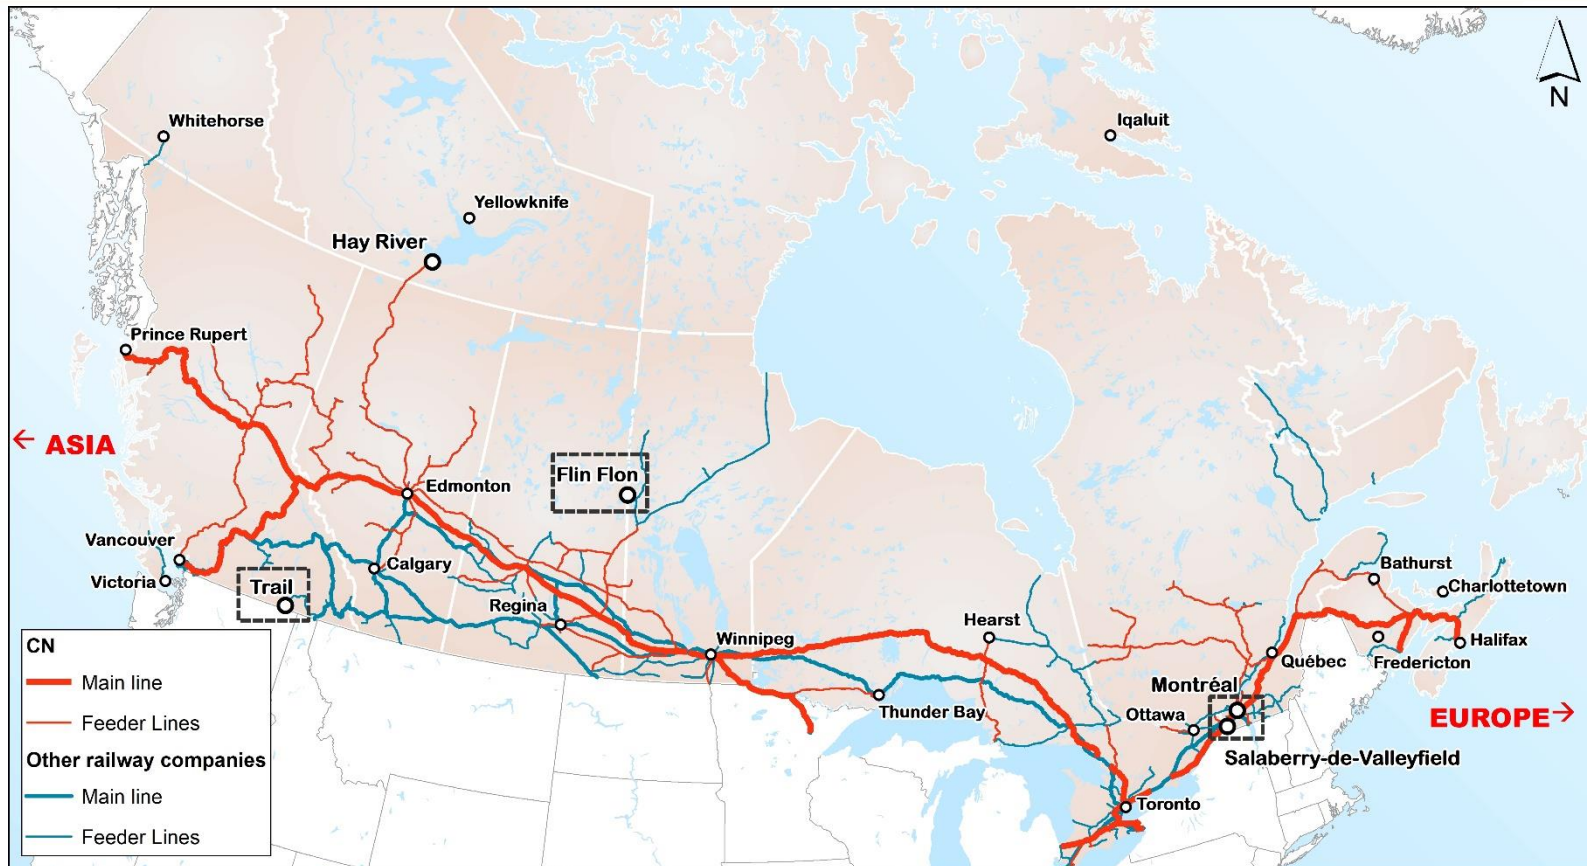 N
Whitehorse
Iqaluit
Yellowknife
Hay River
Prince Rupert
← ASIA
Edmonton
Flin Flon
Vancouver
Calgary
Victoria
Trail
Regina
Winnipeg
Hearst
Thunder Bay
Bathurst
Charlottetown
Halifax
Fredericton
Québec
Montréal
Ottawa
EUROPE →
Salaberry-de-Valleyfield
Toronto
CN
Main line
Feeder Lines
Other railway companies
Main line
Feeder Lines